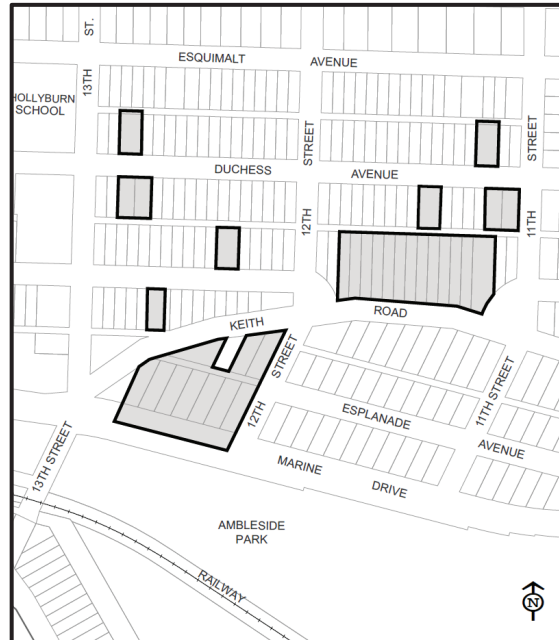 ST.
13TH
ESQUIMALT AVENUE
HOLLYBURN
SCHOOL
STREET
STREET
DUCHESS AVENUE
12TH
11TH
ROAD
KEITH
STREET
12TH
11TH STREET
ESPLANADE
AVENUE
13TH STREET
MARINE
DRIVE
AMBLESIDE
PARK
RAILWAY
N